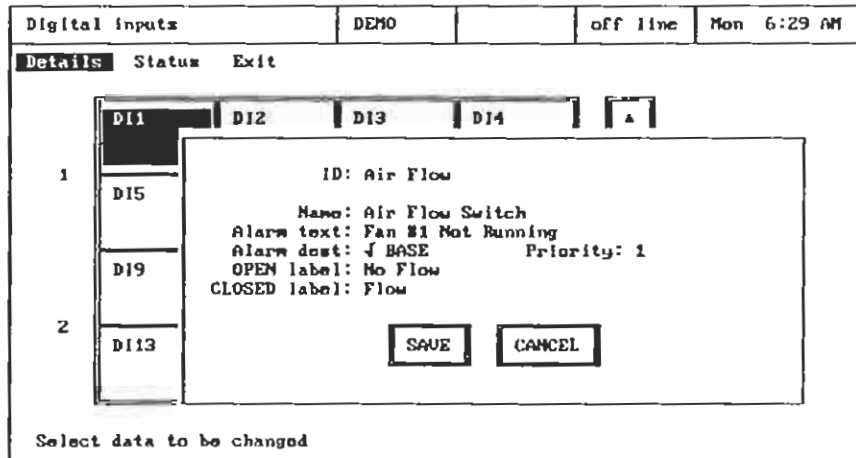 Digital inputs DEMO off line Mon 6:29 AM
Details Status Exit
DI1 DI2 DI3 DI4
1
ID: Air Flow
DI5
Name: Air Flow Switch
Alarm text: Fan #1 Not Running
Alarm dest: √ BASE Priority: 1
DI9
OPEN label: No Flow
CLOSED label: Flow
2
DI13
SAVE CANCEL
Select data to be changed